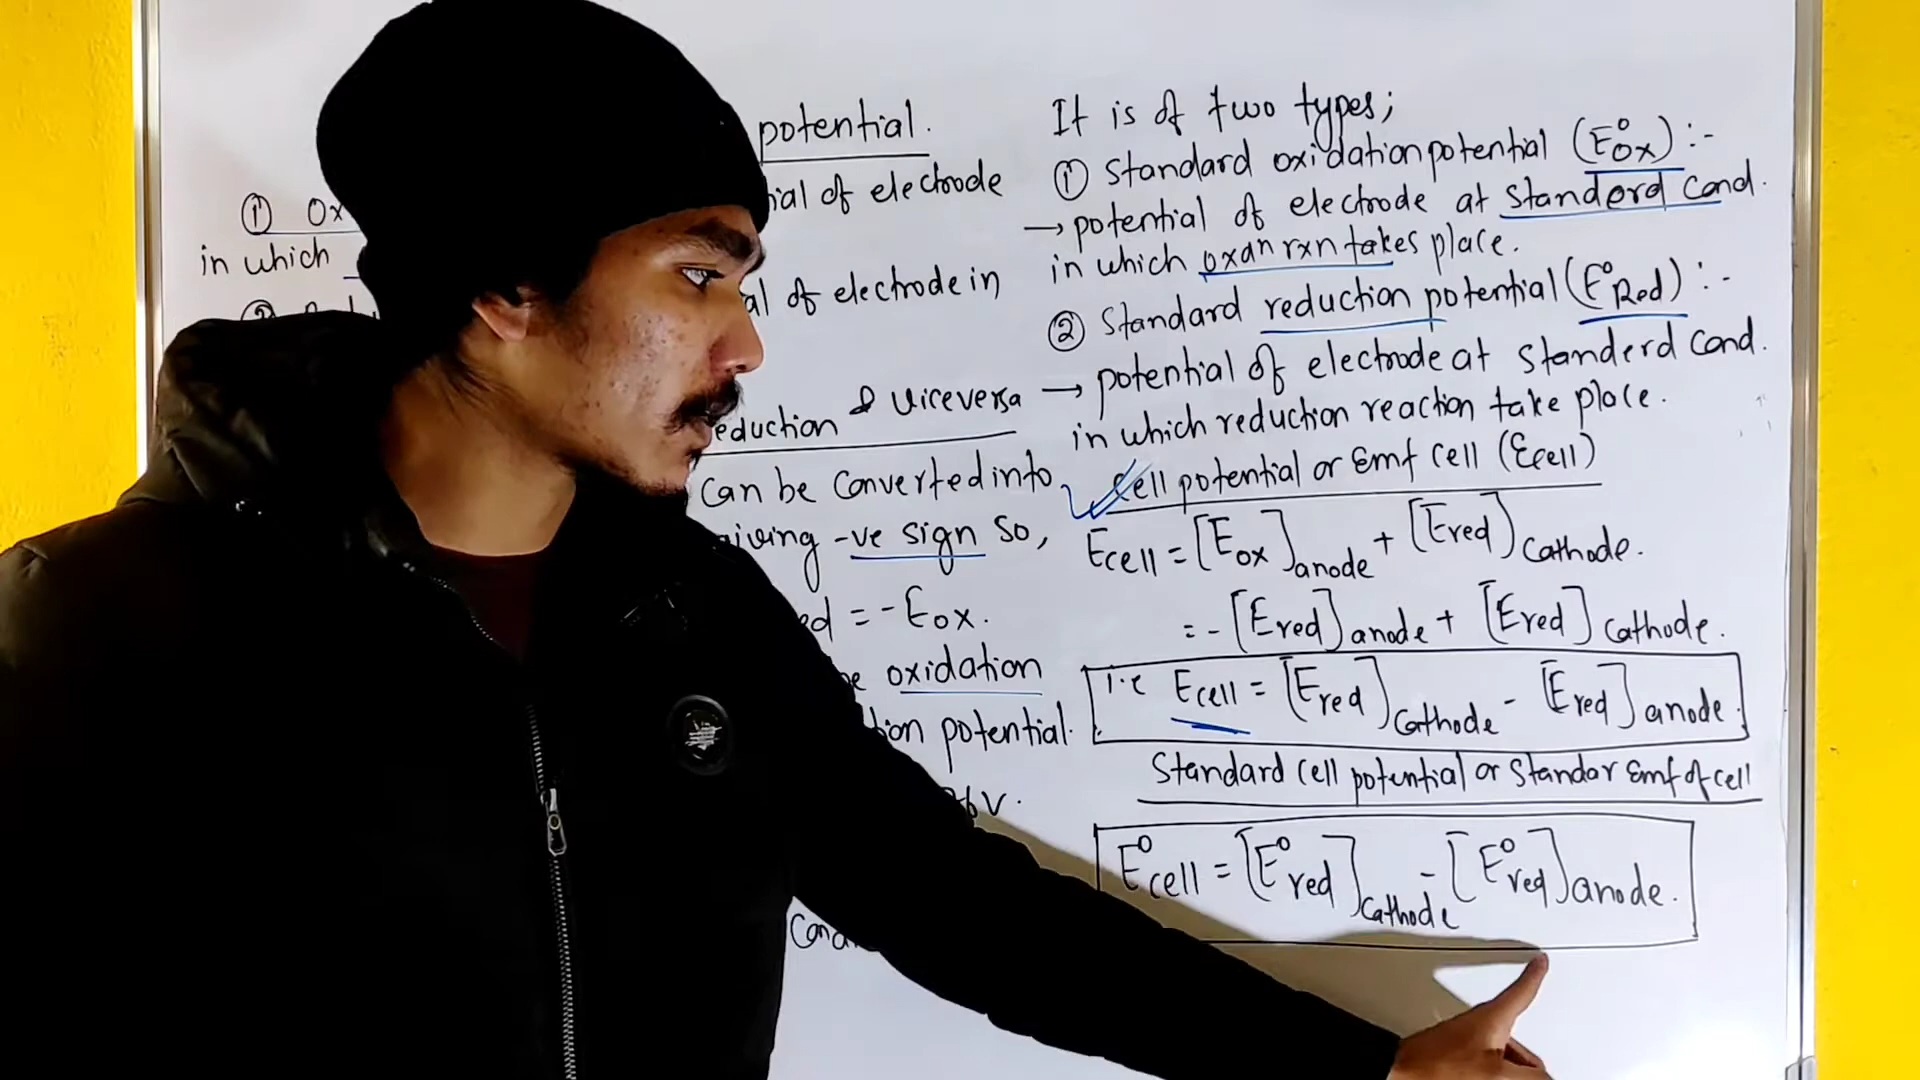 potential.
① Ox
ial of electrode
in which
al of electrode in
eduction & viceversa
can be converted into
giving -ve sign so,
ed = -Eox.
e oxidation
ion potential.
6V.
It is of two types;
① Standard oxidation potential (E°ox) :-
→ potential of electrode at standerd cond.
in which oxdn rxn takes place.
② Standard reduction potential (E°Red) :-
→ potential of electrode at standerd cond.
in which reduction reaction take place.
Cell potential or Emf cell (Ecell)
Ecell = [Eox]anode + [Ered]Cathode.
= - [Ered]anode + [Ered]Cathode.
i.e Ecell = [Ered]Cathode - [Ered]anode.
Standard cell potential or Standar Emf of cell
E°cell = [E°red]Cathode - [E°red]anode.